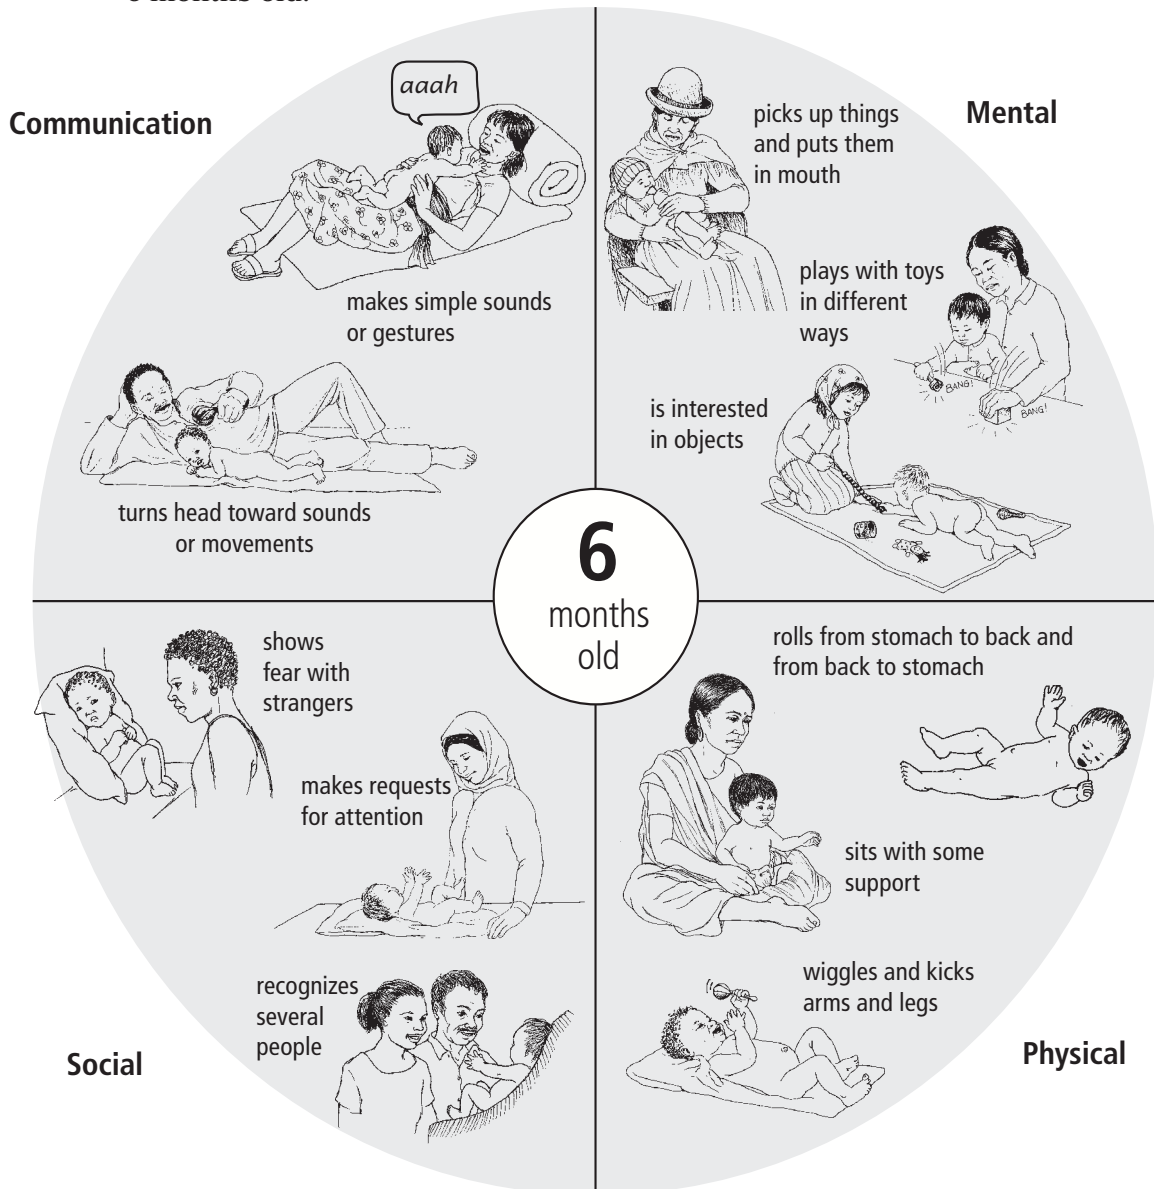 6 months old.
Communication
aaah
makes simple sounds
or gestures
turns head toward sounds
or movements
Mental
picks up things
and puts them
in mouth
plays with toys
in different
ways
BANG!
BANG!
is interested
in objects
6
months
old
shows
fear with
strangers
makes requests
for attention
recognizes
several
people
Social
rolls from stomach to back and
from back to stomach
sits with some
support
wiggles and kicks
arms and legs
Physical